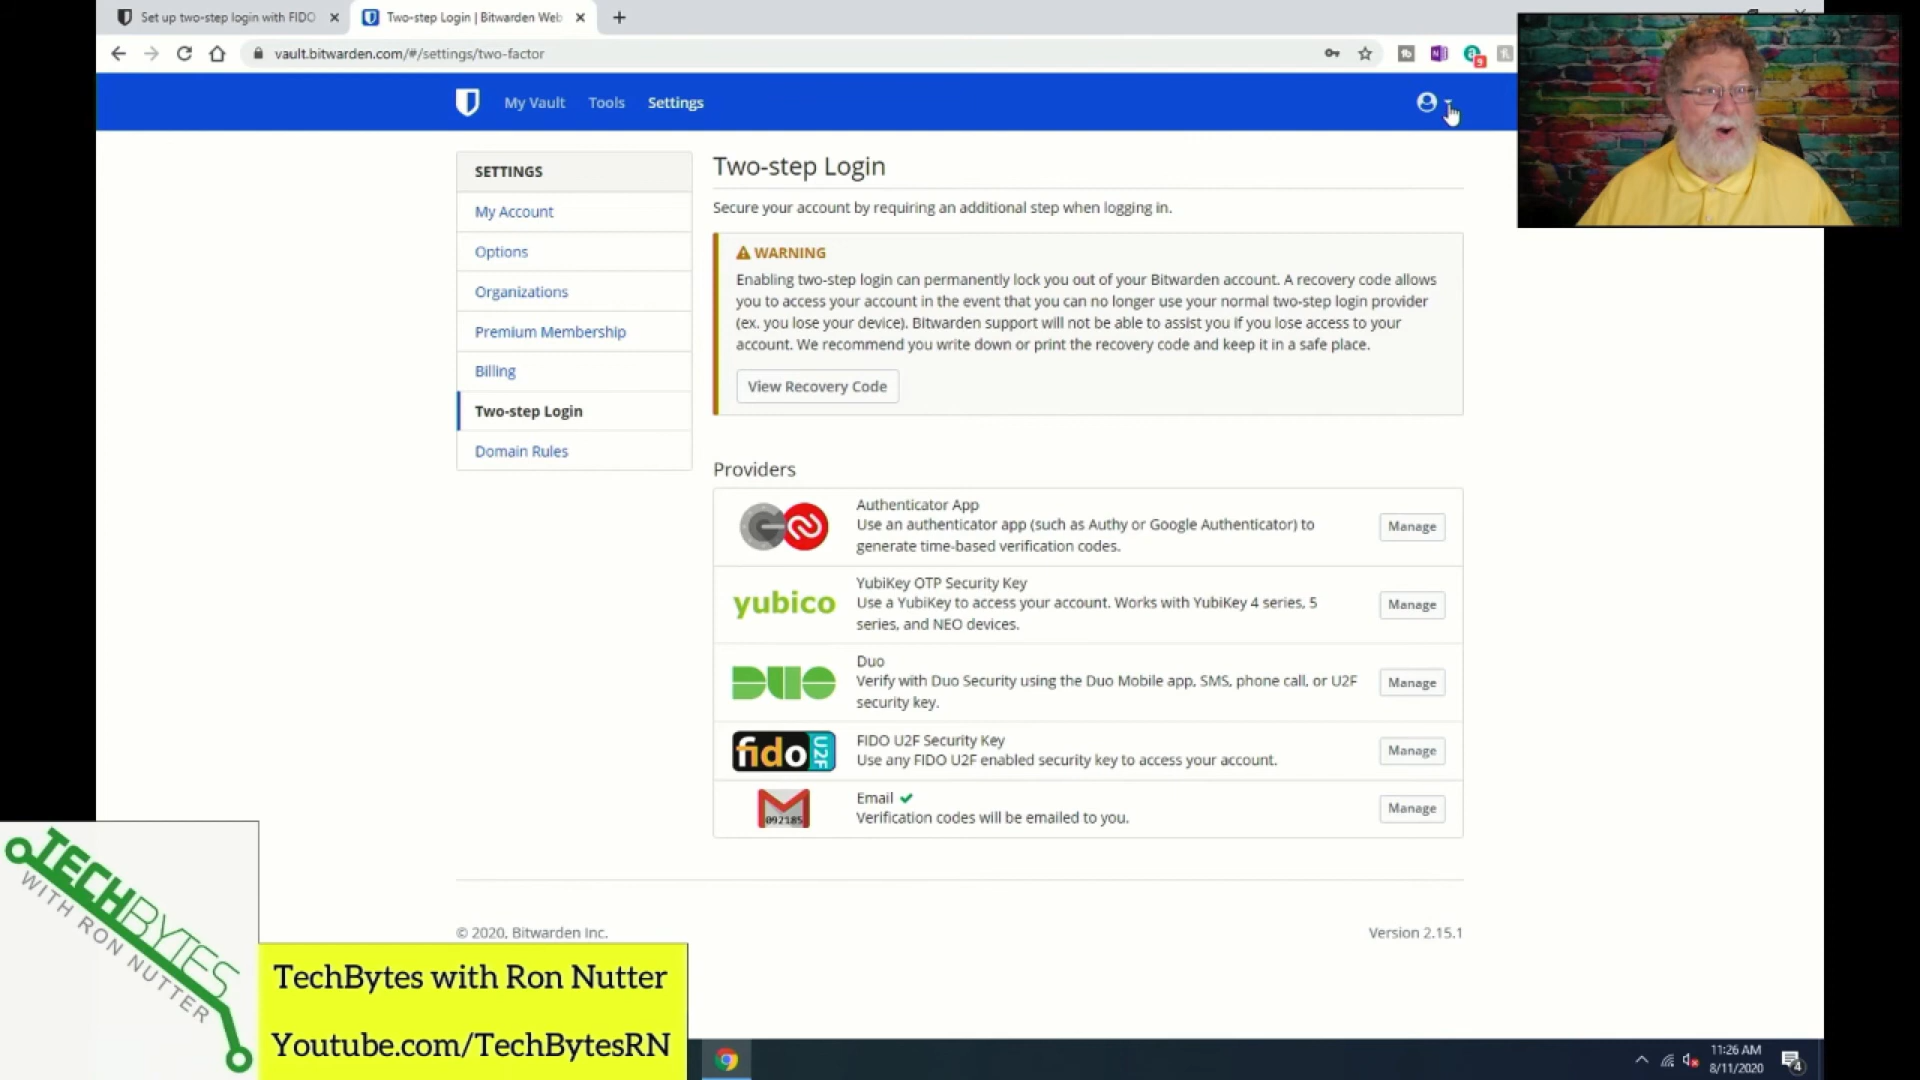 Set up two-step login with FIDO
Two-step Login | Bitwarden Web
vault.bitwarden.com/#/settings/two-factor
9
My Vault
Tools
Settings
SETTINGS
My Account
Options
Organizations
Premium Membership
Billing
Two-step Login
Domain Rules
Two-step Login
Secure your account by requiring an additional step when logging in.
WARNING
Enabling two-step login can permanently lock you out of your Bitwarden account. A recovery code allows
you to access your account in the event that you can no longer use your normal two-step login provider
(ex. you lose your device). Bitwarden support will not be able to assist you if you lose access to your
account. We recommend you write down or print the recovery code and keep it in a safe place.
View Recovery Code
Providers
Authenticator App
Use an authenticator app (such as Authy or Google Authenticator) to
generate time-based verification codes.
Manage
yubico
YubiKey OTP Security Key
Use a YubiKey to access your account. Works with YubiKey 4 series, 5
series, and NEO devices.
Manage
DUO
Duo
Verify with Duo Security using the Duo Mobile app, SMS, phone call, or U2F
security key.
Manage
fido U2F
FIDO U2F Security Key
Use any FIDO U2F enabled security key to access your account.
Manage
092185
Email
Verification codes will be emailed to you.
Manage
© 2020, Bitwarden Inc.
Version 2.15.1
TECHBYTES
WITH RON NUTTER
TechBytes with Ron Nutter
Youtube.com/TechBytesRN
11:26 AM
8/11/2020
4